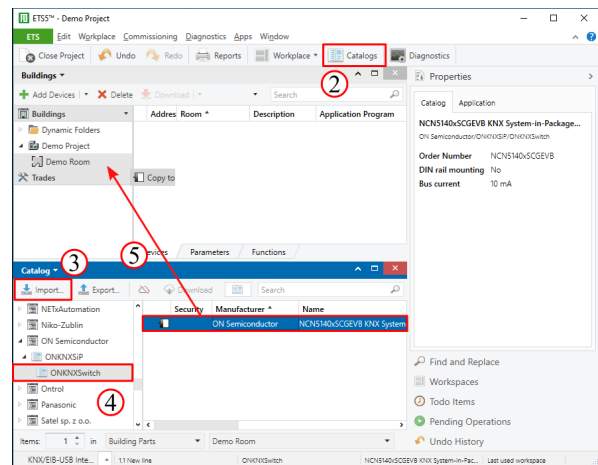 ETS5™ - Demo Project
ETS Edit Workplace Commissioning Diagnostics Apps Window
Close Project Undo Redo Reports Workplace Catalogs Diagnostics
2
Buildings
Add Devices Delete Download Search
Buildings Addres Room Description Application Program
Dynamic Folders
Demo Project
Demo Room
Trades
Copy to
5
Devices Parameters Functions
Properties
Catalog Application
NCN5140xSCGEVB KNX System-in-Package...
ON Semiconductor/ONKNXSiP/ONKNXSwitch
Order Number NCN5140xSCGEVB
DIN rail mounting No
Bus current 10 mA
Catalog
3
Import... Export... Download Search
Security Manufacturer Name
ON Semiconductor NCN5140xSCGEVB KNX System
NETxAutomation
Niko-Zublin
ON Semiconductor
ONKNXSiP
ONKNXSwitch
4
Ontrol
Panasonic
Satel sp. z o.o.
Find and Replace
Workspaces
Todo Items
Pending Operations
Undo History
Items: 1 in Building Parts Demo Room
KNX/EIB-USB Inte... 1.1 New line ONKNXSwitch NCN5140xSCGEVB KNX System-in-Pac... Last used workspace